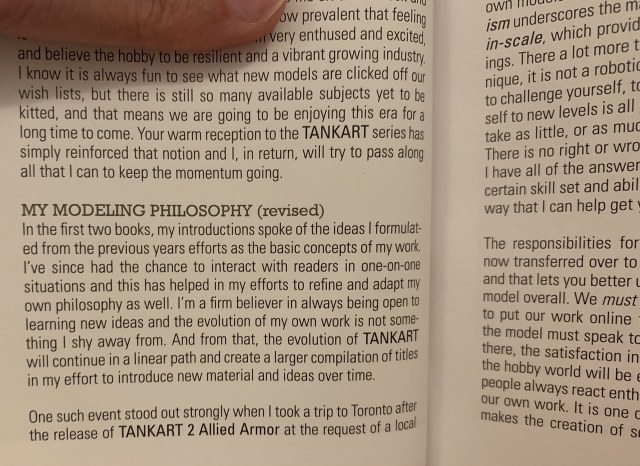 ow prevalent that feeling
very enthused and excited,
and believe the hobby to be resilient and a vibrant growing industry.
I know it is always fun to see what new models are clicked off our
wish lists, but there is still so many available subjects yet to be
kitted, and that means we are going to be enjoying this era for a
long time to come. Your warm reception to the TANKART series has
simply reinforced that notion and I, in return, will try to pass along
all that I can to keep the momentum going.
MY MODELING PHILOSOPHY (revised)
In the first two books, my introductions spoke of the ideas I formulat-
ed from the previous years efforts as the basic concepts of my work.
I've since had the chance to interact with readers in one-on-one
situations and this has helped in my efforts to refine and adapt my
own philosophy as well. I'm a firm believer in always being open to
learning new ideas and the evolution of my own work is not some-
thing I shy away from. And from that, the evolution of TANKART
will continue in a linear path and create a larger compilation of titles
in my effort to introduce new material and ideas over time.
One such event stood out strongly when I took a trip to Toronto after
the release of TANKART 2 Allied Armor at the request of a local
ism underscores the
in-scale, which provid
ings. There a lot more t
nique, it is not a robotic
to challenge yourself, to
self to new levels is all
take as little, or as muc
There is no right or wro
I have all of the answer
certain skill set and abil
way that I can help get
The responsibilities for
now transferred over to
and that lets you better
model overall. We must
to put our work online
the model must speak to
there, the satisfaction in
the hobby world will be
people always react enth
our own work. It is one
makes the creation of